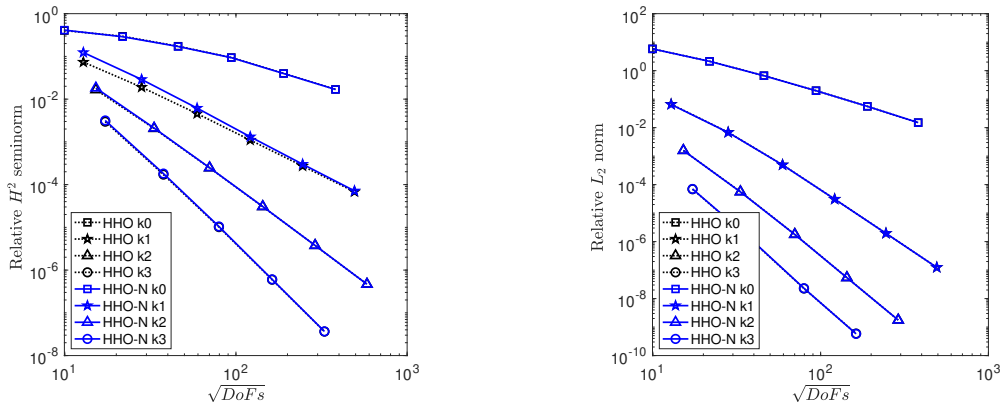 10^0
10^-2
10^-4
10^-6
10^-8
Relative H^2 seminorm
HHO k0
HHO k1
HHO k2
HHO k3
HHO-N k0
HHO-N k1
HHO-N k2
HHO-N k3
10^1 10^2 10^3
√DoFs
10^2
10^0
10^-2
10^-4
10^-6
10^-8
10^-10
Relative L_2 norm
HHO k0
HHO k1
HHO k2
HHO k3
HHO-N k0
HHO-N k1
HHO-N k2
HHO-N k3
10^1 10^2 10^3
√DoFs